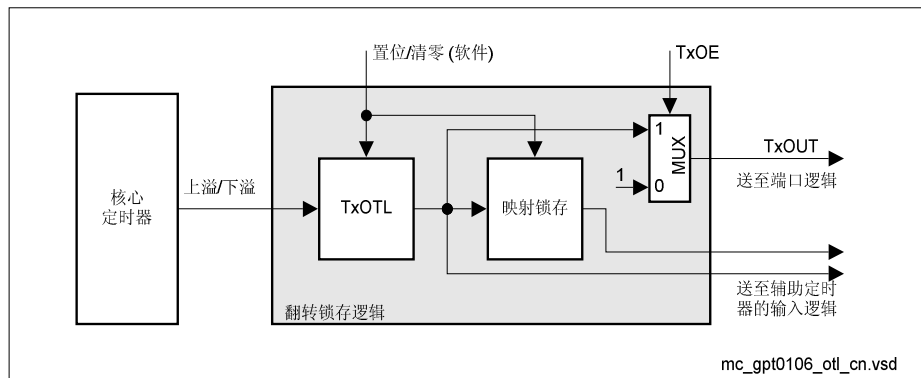 置位/清零 (软件)
TxOE
核心
定时器
上溢/下溢
TxOTL
映射锁存
1
1
0
MUX
TxOUT
送至端口逻辑
送至辅助定时
器的输入逻辑
翻转锁存逻辑
mc_gpt0106_otl_cn.vsd